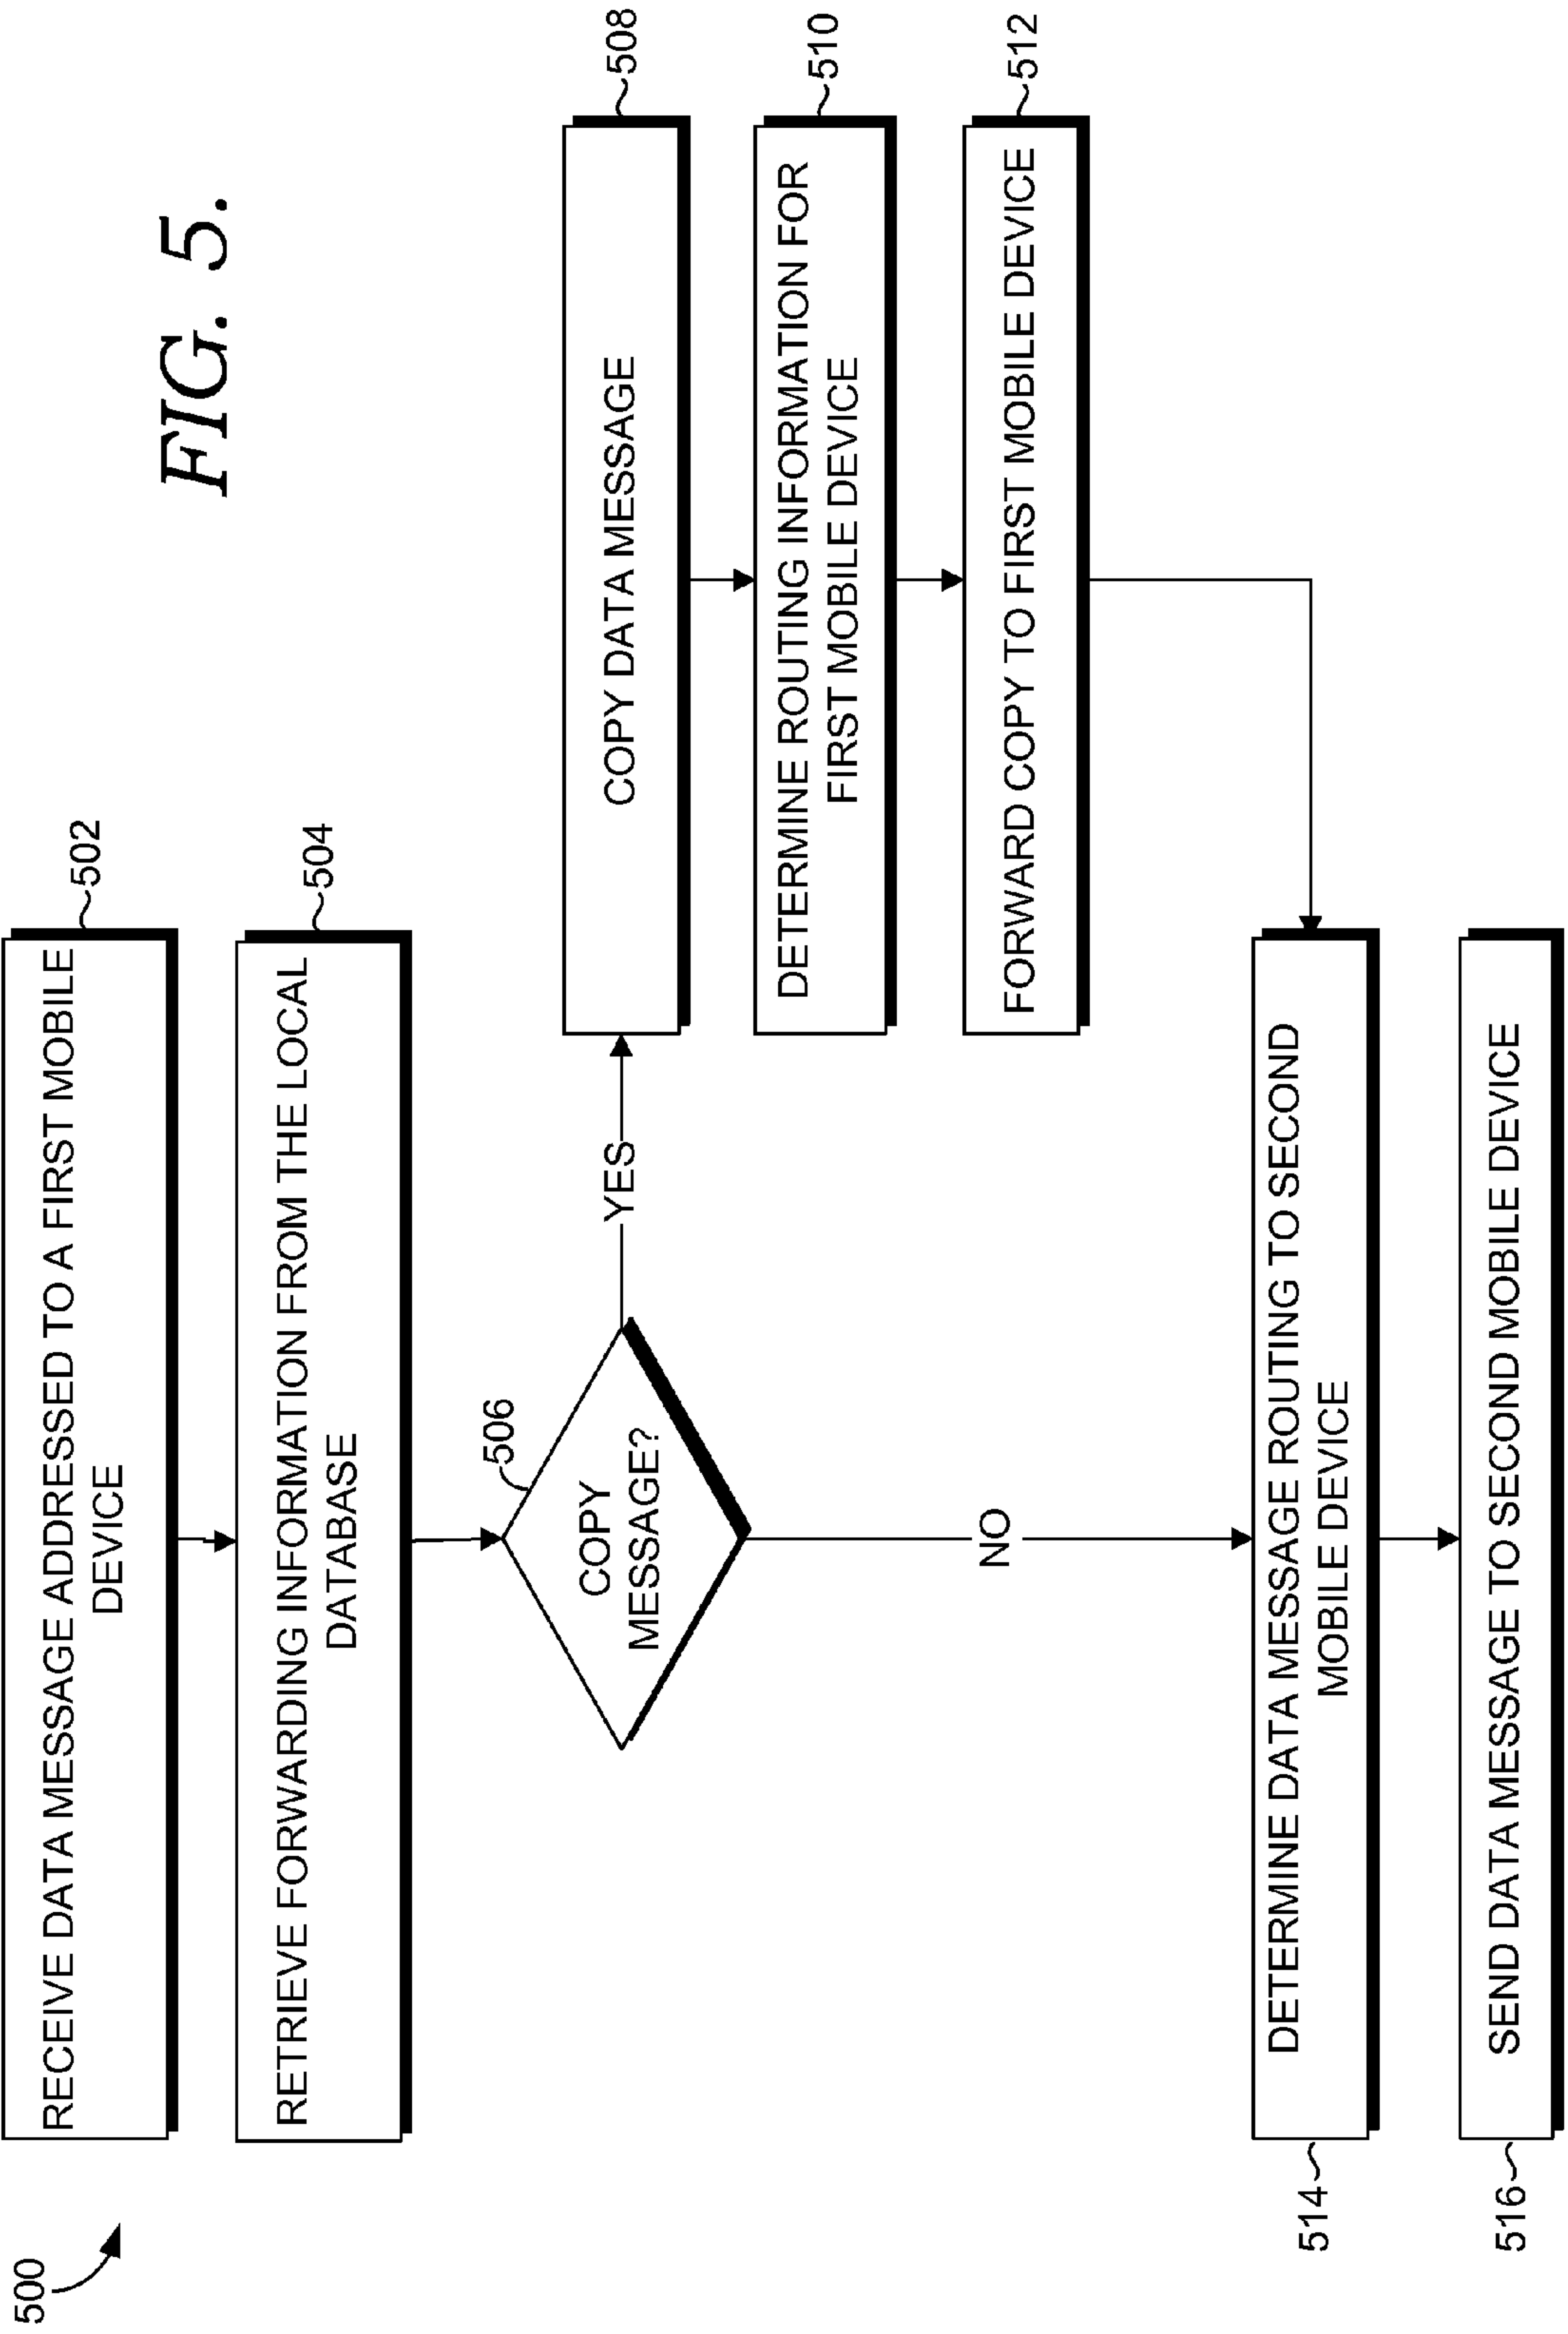 500
FIG. 5.
RECEIVE DATA MESSAGE ADDRESSED TO A FIRST MOBILE
DEVICE
502
RETRIEVE FORWARDING INFORMATION FROM THE LOCAL
DATABASE
504
506
COPY
MESSAGE?
YES
COPY DATA MESSAGE
508
DETERMINE ROUTING INFORMATION FOR
FIRST MOBILE DEVICE
510
FORWARD COPY TO FIRST MOBILE DEVICE
512
NO
DETERMINE DATA MESSAGE ROUTING TO SECOND
MOBILE DEVICE
514
SEND DATA MESSAGE TO SECOND MOBILE DEVICE
516